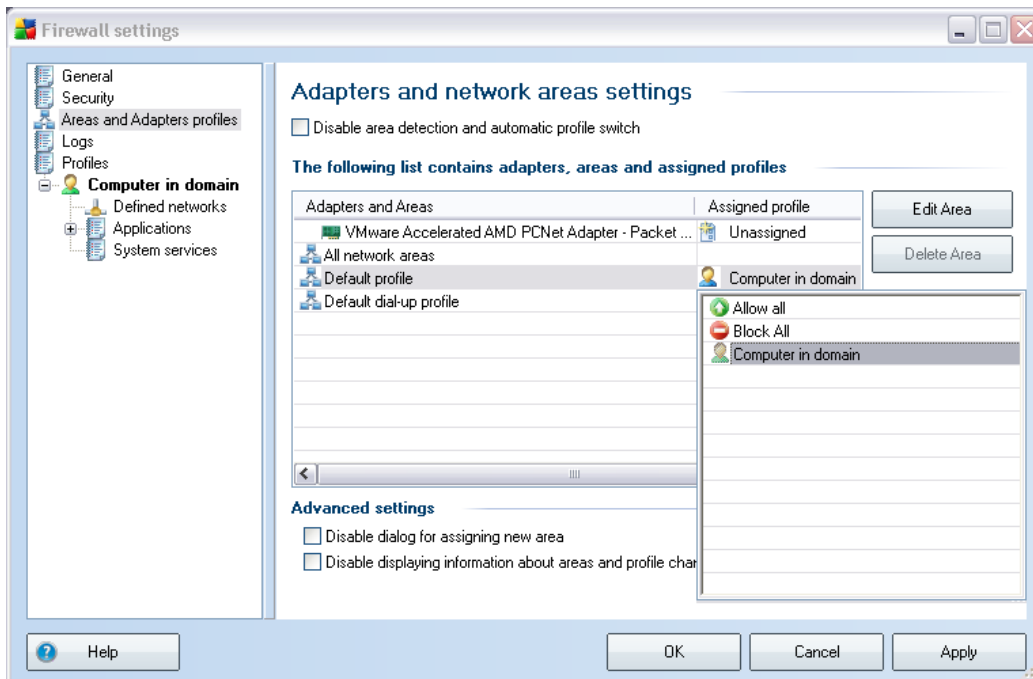 Firewall settings
General
Security
Areas and Adapters profiles
Logs
Profiles
Computer in domain
Defined networks
Applications
System services
Adapters and network areas settings
Disable area detection and automatic profile switch
The following list contains adapters, areas and assigned profiles
Adapters and Areas Assigned profile
VMware Accelerated AMD PCNet Adapter - Packet ... Unassigned
All network areas
Default profile Computer in domain
Default dial-up profile
Allow all
Block All
Computer in domain
Edit Area
Delete Area
Advanced settings
Disable dialog for assigning new area
Disable displaying information about areas and profile
Help
OK
Cancel
Apply